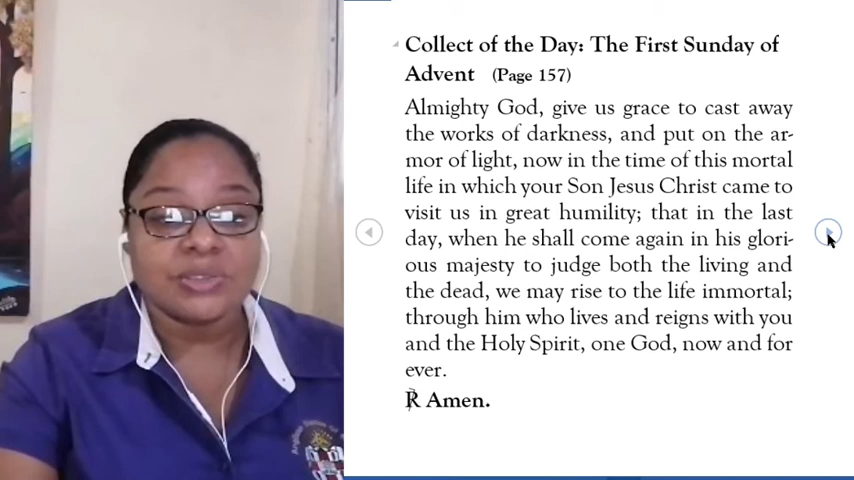 Collect of the Day: The First Sunday of
Advent (Page 157)
Almighty God, give us grace to cast away
the works of darkness, and put on the ar-
mor of light, now in the time of this mortal
life in which your Son Jesus Christ came to
visit us in great humility; that in the last
day, when he shall come again in his glori-
ous majesty to judge both the living and
the dead, we may rise to the life immortal;
through him who lives and reigns with you
and the Holy Spirit, one God, now and for
ever.
℟ Amen.